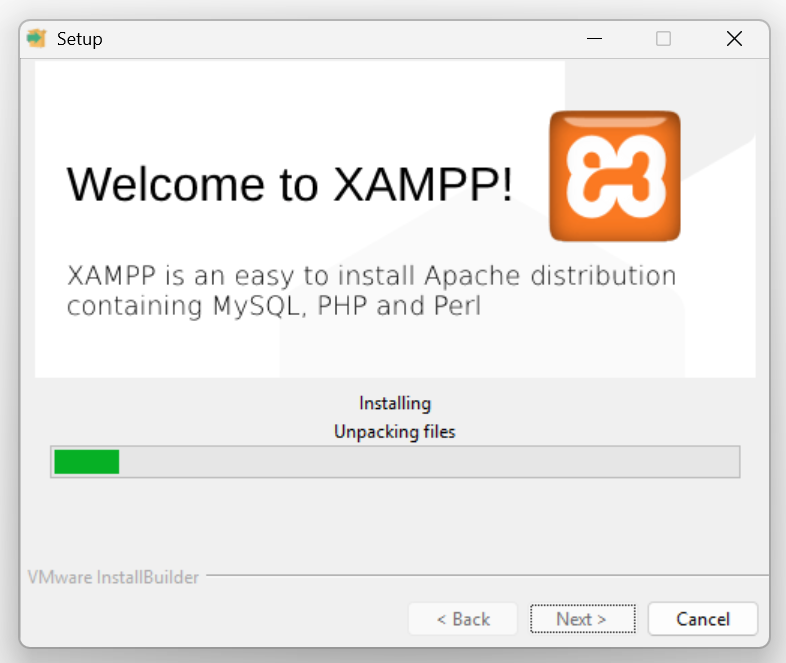 Setup
Welcome to XAMPP!
XAMPP is an easy to install Apache distribution
containing MySQL, PHP and Perl
Installing
Unpacking files
VMware InstallBuilder
< Back
Next >
Cancel